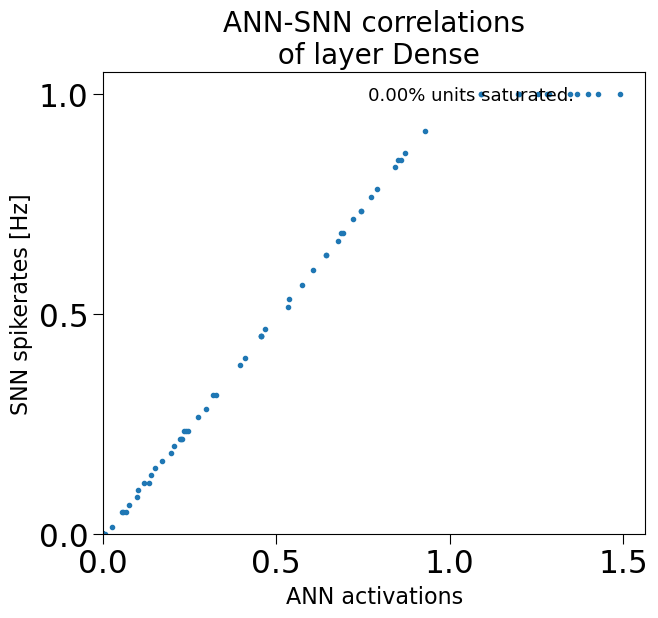 ANN-SNN correlations
of layer Dense
0.00% units saturated.
1.0
0.5
0.0
SNN spikerates [Hz]
0.0 0.5 1.0 1.5
ANN activations